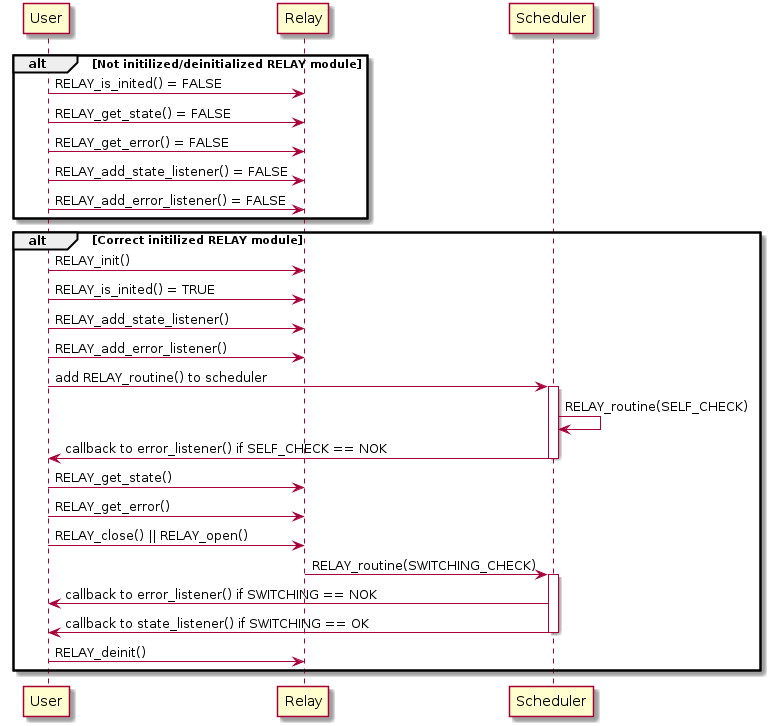 User Relay Scheduler
alt [Not initilized/deinitialized RELAY module]
RELAY_is_inited() = FALSE
RELAY_get_state() = FALSE
RELAY_get_error() = FALSE
RELAY_add_state_listener() = FALSE
RELAY_add_error_listener() = FALSE
alt [Correct initilized RELAY module]
RELAY_init()
RELAY_is_inited() = TRUE
RELAY_add_state_listener()
RELAY_add_error_listener()
add RELAY_routine() to scheduler
RELAY_routine(SELF_CHECK)
callback to error_listener() if SELF_CHECK == NOK
RELAY_get_state()
RELAY_get_error()
RELAY_close() || RELAY_open()
RELAY_routine(SWITCHING_CHECK)
callback to error_listener() if SWITCHING == NOK
callback to state_listener() if SWITCHING == OK
RELAY_deinit()
User Relay Scheduler